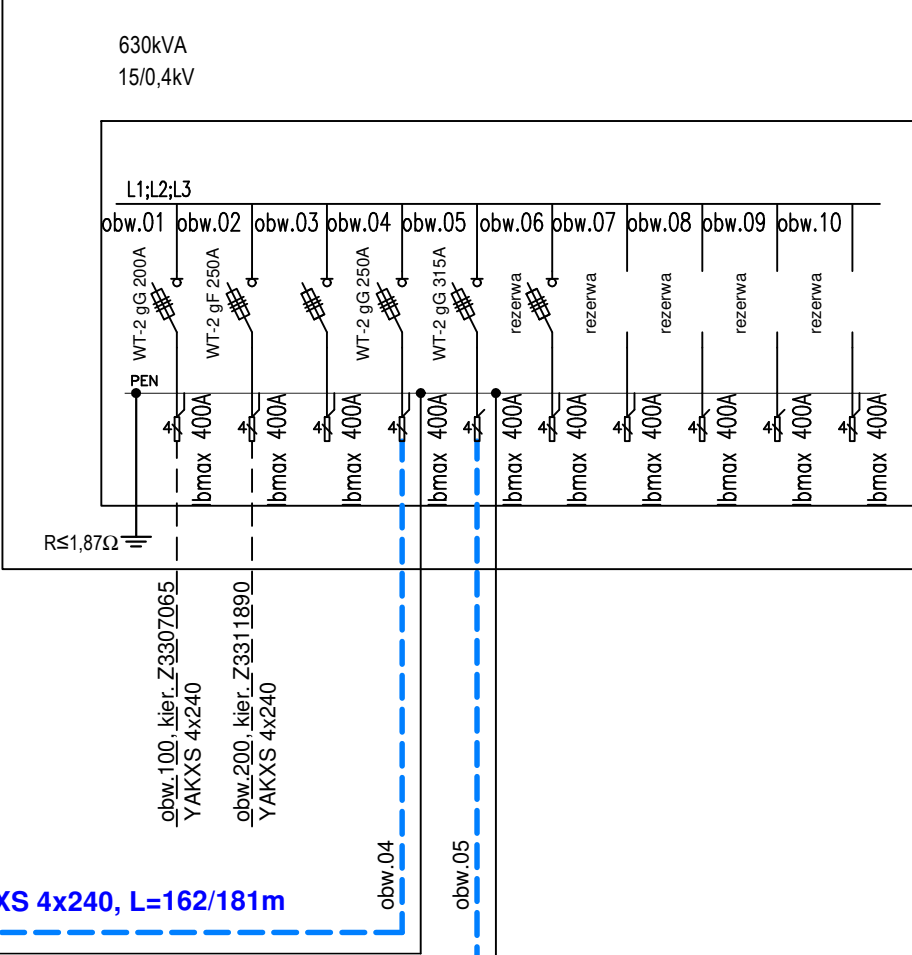 630kVA
15/0,4kV
L1;L2;L3
obw.01
obw.02
obw.03
obw.04
obw.05
obw.06
obw.07
obw.08
obw.09
obw.10
WT-2 gG 200A
WT-2 gF 250A
WT-2 gG 250A
WT-2 gG 315A
rezerwa
rezerwa
rezerwa
rezerwa
rezerwa
PEN
4
Ibmax 400A
4
Ibmax 400A
4
Ibmax 400A
4
Ibmax 400A
4
Ibmax 400A
4
Ibmax 400A
4
Ibmax 400A
4
Ibmax 400A
4
Ibmax 400A
4
Ibmax 400A
R≤1,87Ω
obw.100, kier. Z3307065
YAKXS 4x240
obw.200, kier. Z3311890
YAKXS 4x240
obw.04
obw.05
XS 4x240, L=162/181m